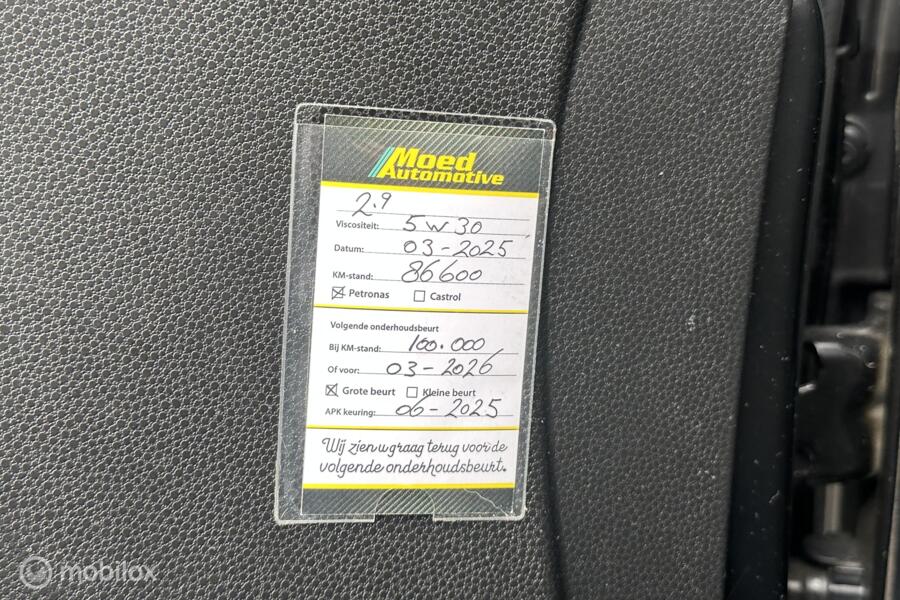 Moed
Automotive
2.9
Viscositeit: 5W30
Datum: 03-2025
KM-stand: 86600
☒ Petronas ☐ Castrol
Volgende onderhoudsbeurt
Bij KM-stand: 100.000
Of voor: 03-2026
☒ Grote beurt ☐ Kleine beurt
APK keuring: 06-2025
Wij zien u graag terug voor de
volgende onderhoudsbeurt.
mobilox